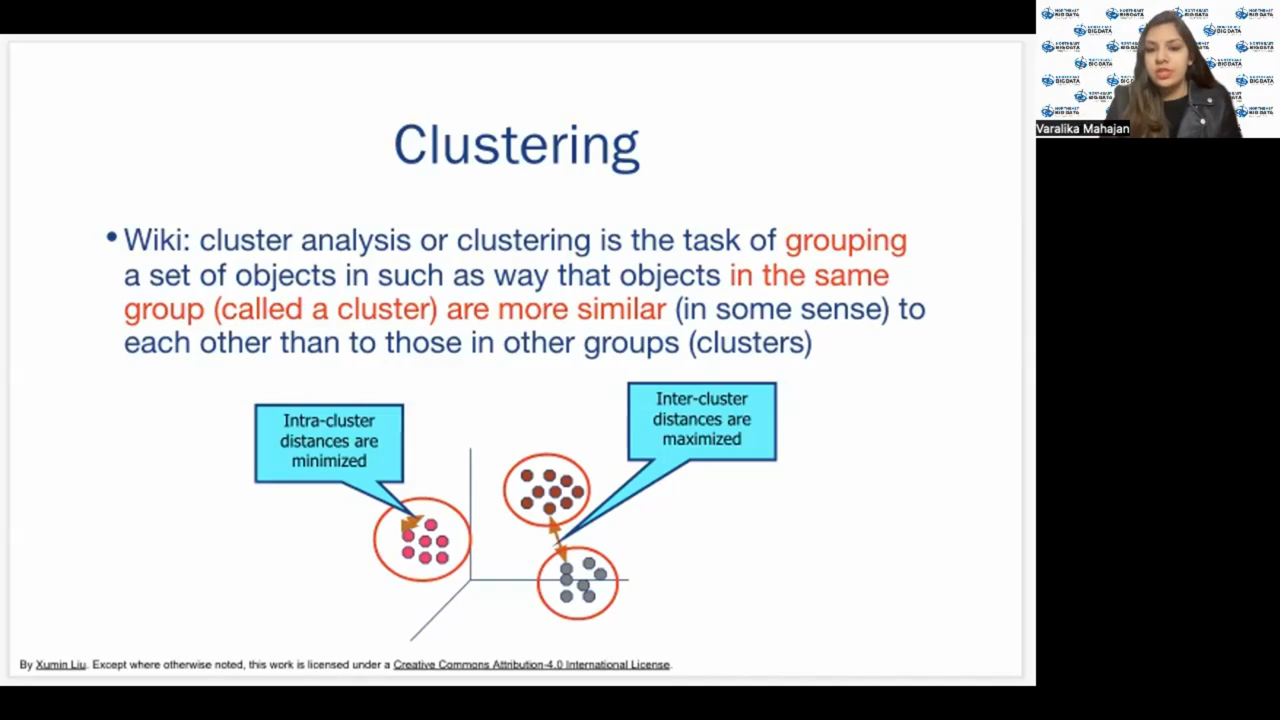 Clustering
• Wiki: cluster analysis or clustering is the task of grouping
a set of objects in such as way that objects in the same
group (called a cluster) are more similar (in some sense) to
each other than to those in other groups (clusters)
Intra-cluster
distances are
minimized
Inter-cluster
distances are
maximized
By Xumin Liu. Except where otherwise noted, this work is licensed under a Creative Commons Attribution-4.0 International License.
Varalika Mahajan
NORTHEAST
BIG DATA